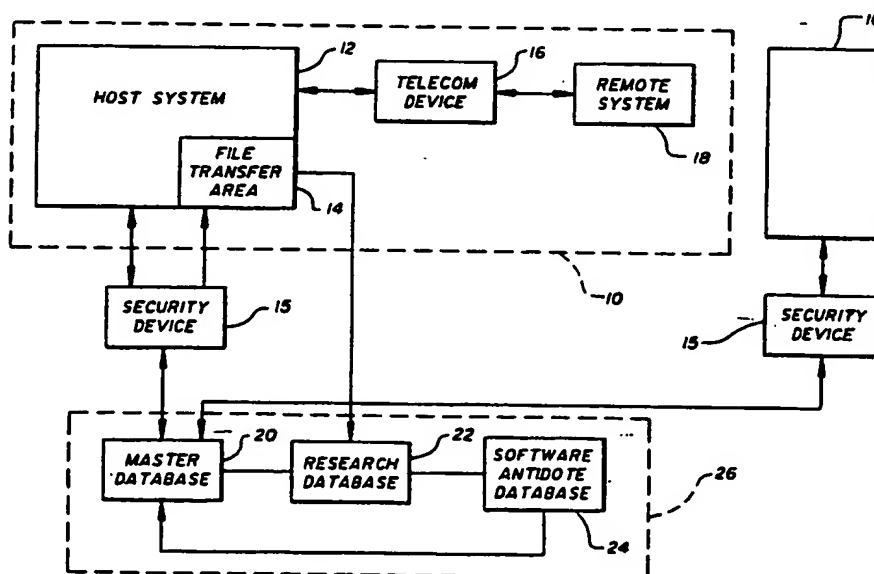 12
HOST SYSTEM
FILE
TRANSFER
AREA
14
TELECOM
DEVICE
16
REMOTE
SYSTEM
18
10
SECURITY
DEVICE
15
15
SECURITY
DEVICE
MASTER
DATABASE
20
RESEARCH
DATABASE
22
SOFTWARE
ANTIDOTE
DATABASE
24
26